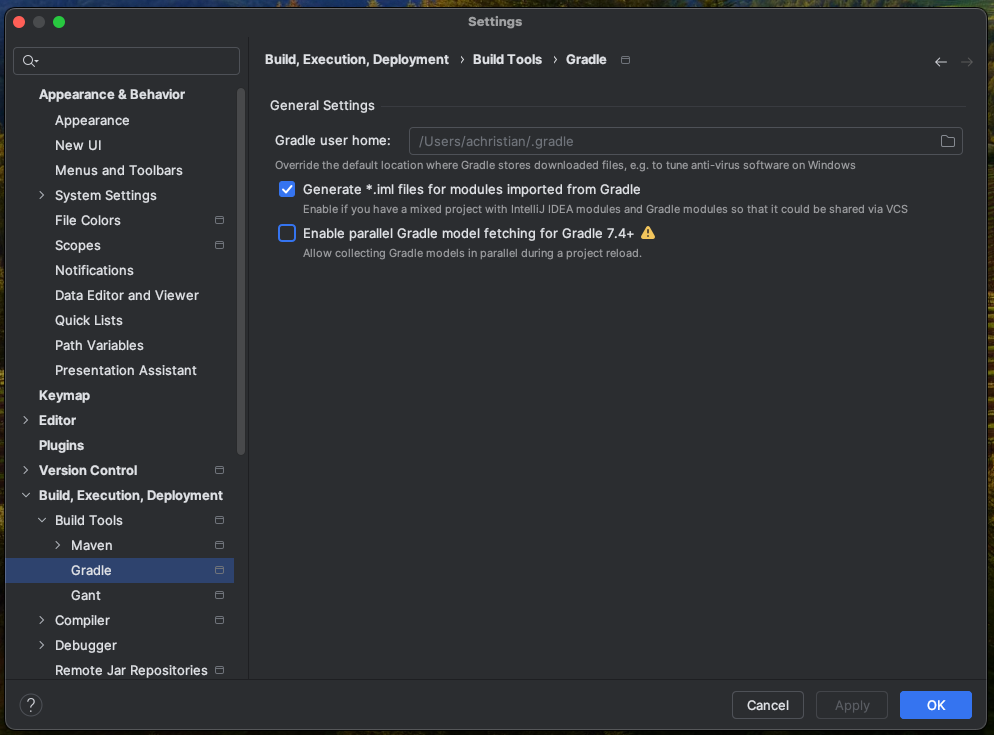 Settings
Appearance & Behavior
Appearance
New UI
Menus and Toolbars
System Settings
File Colors
Scopes
Notifications
Data Editor and Viewer
Quick Lists
Path Variables
Presentation Assistant
Keymap
Editor
Plugins
Version Control
Build, Execution, Deployment
Build Tools
Maven
Gradle
Gant
Compiler
Debugger
Remote Jar Repositories
Build, Execution, Deployment › Build Tools › Gradle
General Settings
Gradle user home: /Users/achristian/.gradle
Override the default location where Gradle stores downloaded files, e.g. to tune anti-virus software on Windows
Generate *.iml files for modules imported from Gradle
Enable if you have a mixed project with IntelliJ IDEA modules and Gradle modules so that it could be shared via VCS
Enable parallel Gradle model fetching for Gradle 7.4+
Allow collecting Gradle models in parallel during a project reload.
? Cancel Apply OK